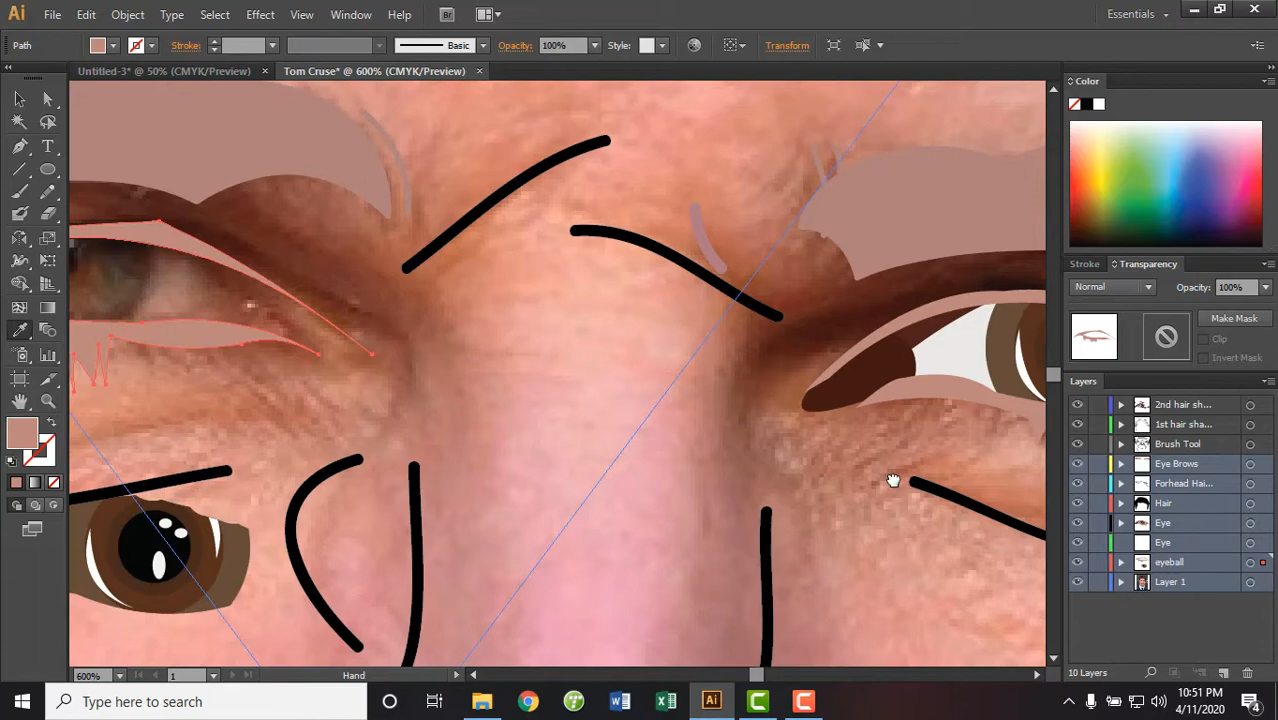 Ai File Edit Object Type Select Effect View Window Help Br Essentials
Path Stroke: Basic Opacity: 100% Style: Transform
Untitled-3* @ 50% (CMYK/Preview) × Tom Cruse* @ 600% (CMYK/Preview) ×
Color
Stroke Transparency
Normal Opacity: 100%
Make Mask
Clip
Invert Mask
Layers
2nd hair sh...
1st hair sha...
Brush Tool
Eye Brows
Forhead Hai...
Hair
Eye
Eye
eyeball
Layer 1
10 Layers
600% 1 Hand
Type here to search
10:51 PM
4/11/2020
4